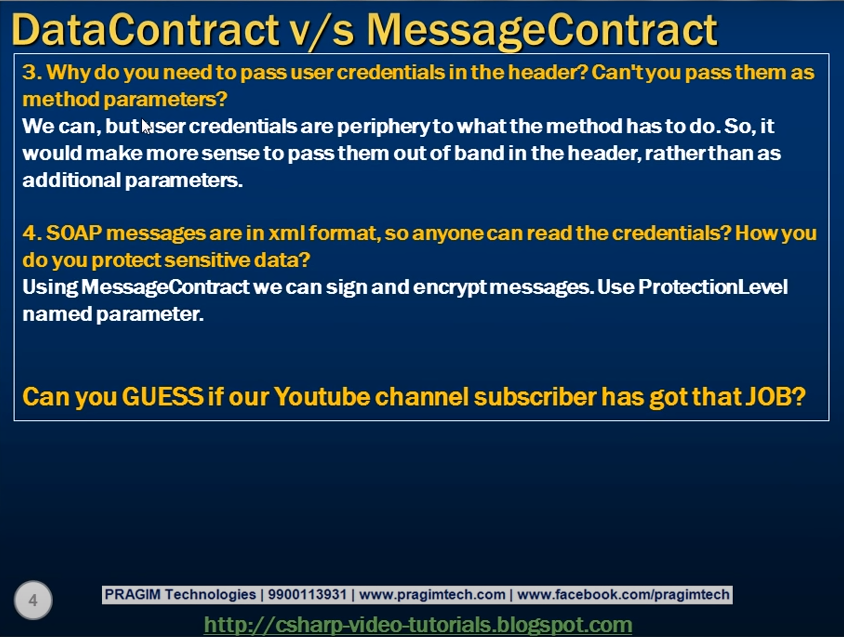 DataContract v/s MessageContract
3. Why do you need to pass user credentials in the header? Can't you pass them as
method parameters?
We can, but user credentials are periphery to what the method has to do. So, it
would make more sense to pass them out of band in the header, rather than as
additional parameters.
4. SOAP messages are in xml format, so anyone can read the credentials? How you
do you protect sensitive data?
Using MessageContract we can sign and encrypt messages. Use ProtectionLevel
named parameter.
Can you GUESS if our Youtube channel subscriber has got that JOB?
4
PRAGIM Technologies | 9900113931 | www.pragimtech.com | www.facebook.com/pragimtech
http://csharp-video-tutorials.blogspot.com